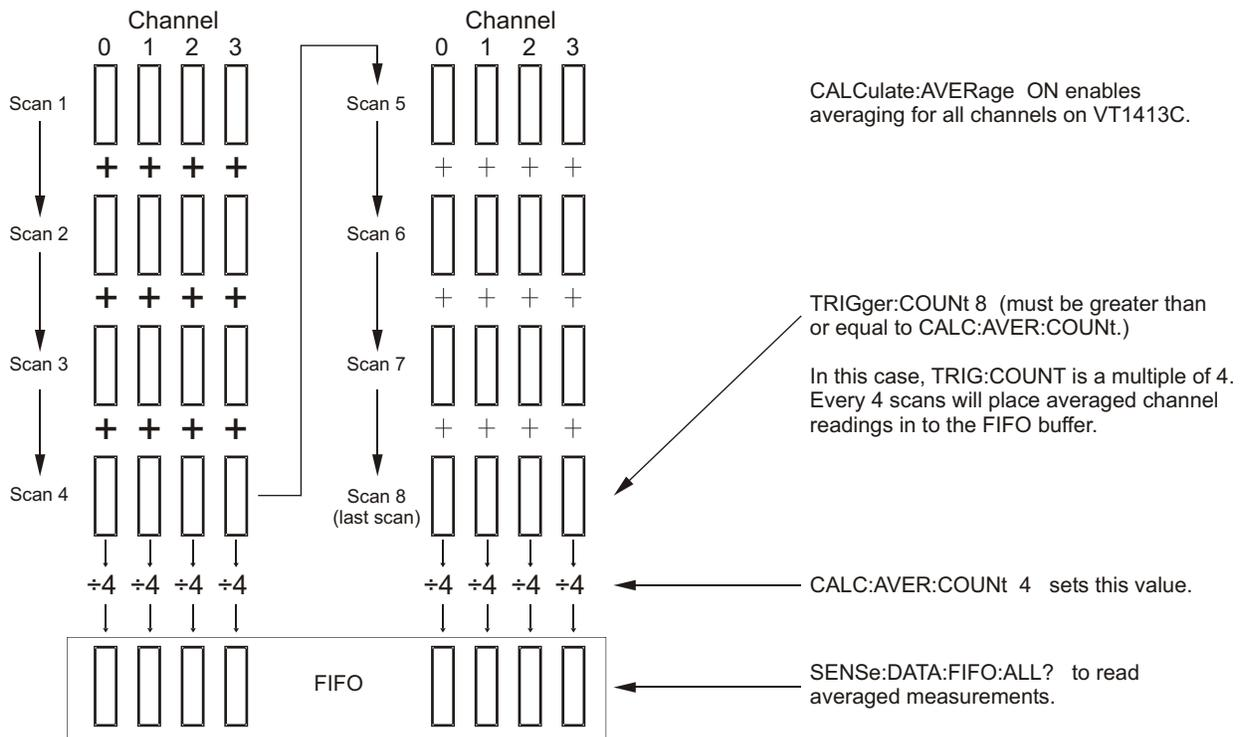 Channel
0 1 2 3
Scan 1
+ + + +
Scan 2
+ + + +
Scan 3
+ + + +
Scan 4
÷4 ÷4 ÷4 ÷4
Channel
0 1 2 3
Scan 5
+ + + +
Scan 6
+ + + +
Scan 7
+ + + +
Scan 8
(last scan)
÷4 ÷4 ÷4 ÷4
FIFO
CALCulate:AVERage ON enables
averaging for all channels on VT1413C.
TRIGger:COUNt 8 (must be greater than
or equal to CALC:AVER:COUNt.)
In this case, TRIG:COUNT is a multiple of 4.
Every 4 scans will place averaged channel
readings in to the FIFO buffer.
CALC:AVER:COUNt 4 sets this value.
SENSe:DATA:FIFO:ALL? to read
averaged measurements.